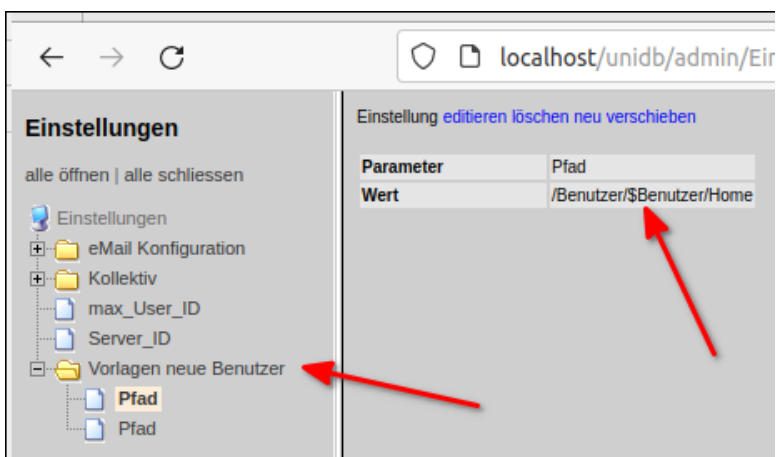 localhost/unidb/admin/Ein
Einstellungen
alle öffnen | alle schliessen
Einstellungen
eMail Konfiguration
Kollektiv
max_User_ID
Server_ID
Vorlagen neue Benutzer
Pfad
Pfad
Einstellung editieren löschen neu verschieben
Parameter Pfad
Wert /Benutzer/$Benutzer/Home